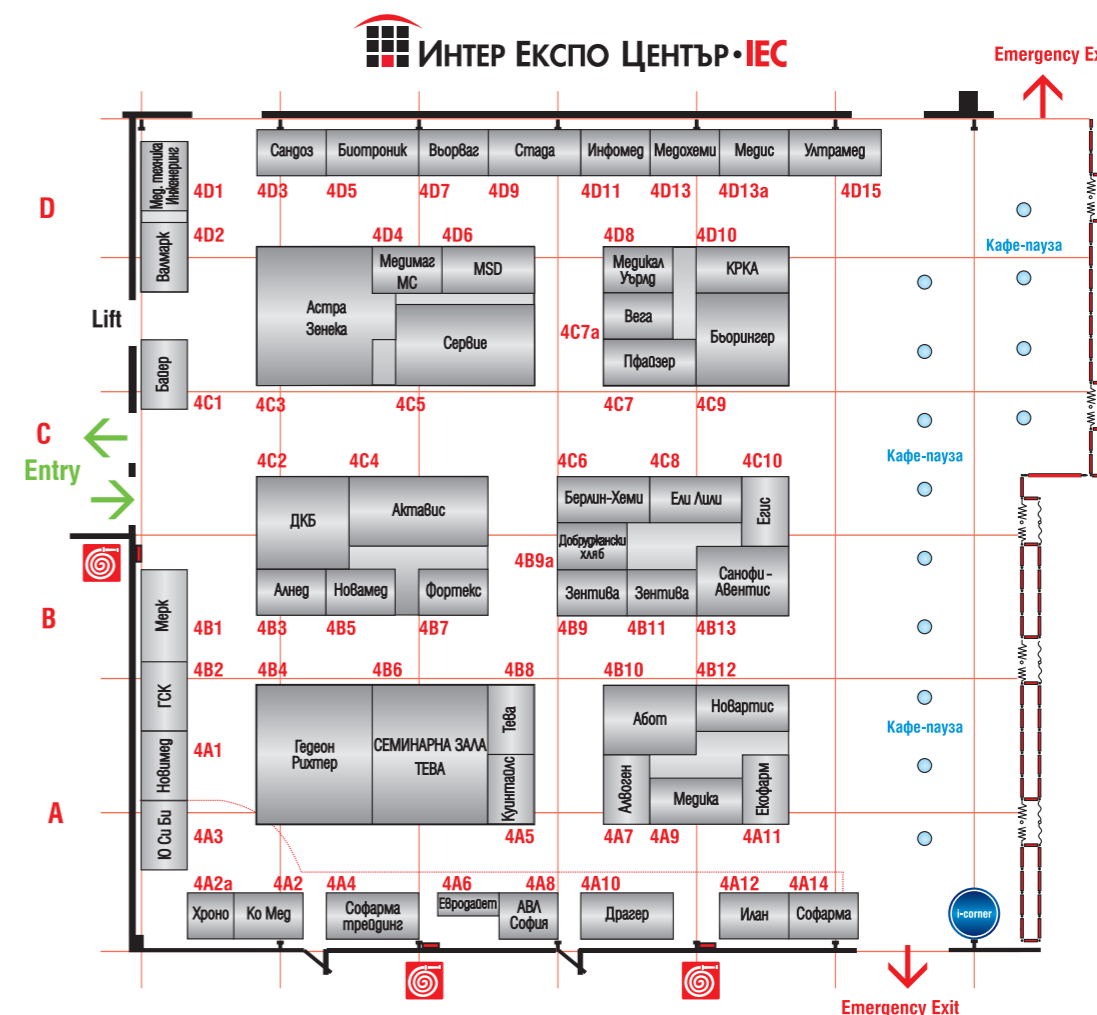 ИНТЕР ЕКСПО ЦЕНТЪР•IEC
Emergency Ex
Сандоз
Биотроник
Вьорваг
Стада
Инфомед
Медохеми
Медис
Ултрамед
4D3
4D5
4D7
4D9
4D11
4D13
4D13a
4D15
Мед. техника
Инженеринг
4D1
D
4D2
Валмарк
4D4
4D6
4D8
4D10
Кафе-пауза
Медимаг
МС
MSD
Медикал
Уърлд
КРКА
Астра
Зенека
Сервие
4C7a
Вега
Бьорингер
Пфайзер
Lift
Байер
4C1
4C3
4C5
4C7
4C9
C
Entry
4C2
4C4
4C6
4C8
4C10
Кафе-пауза
ДКБ
Актавис
Берлин-Хеми
Ели Лили
Егис
4B9a
Добруджански
хляб
Санофи-
Авентис
Алнед
Новамед
Фортекс
Зентива
Зентива
B
Мерк
4B1
4B3
4B5
4B7
4B9
4B11
4B13
4B2
4B4
4B6
4B8
4B10
4B12
ГСК
Гедеон
Рихтер
СЕМИНАРНА ЗАЛА
ТЕВА
Тева
Куинтайлс
Абот
Новартис
Кафе-пауза
Новимед
4A1
Алвоген
Медика
Екофарм
A
Ю Си Би
4A3
4A5
4A7
4A9
4A11
4A2a
4A2
4A4
4A6
4A8
4A10
4A12
4A14
Хроно
Ко Мед
Софарма
трейдинг
Евродайет
АВЛ
София
Драгер
Илан
Софарма
i-corner
Emergency Exit